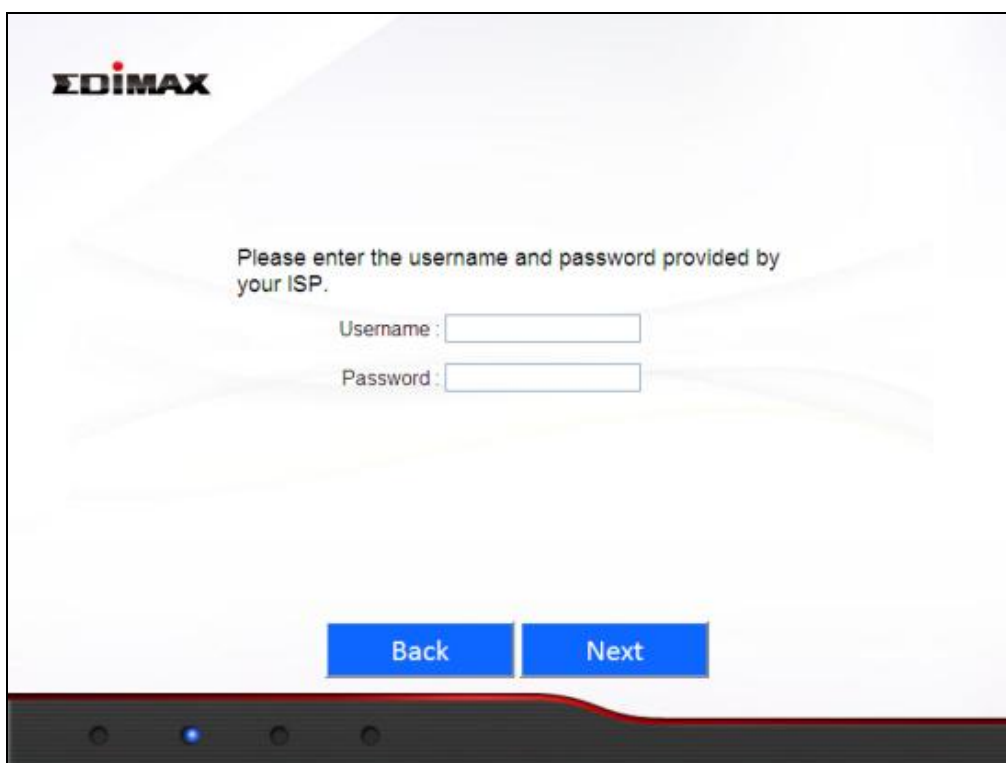 EDIMAX
Please enter the username and password provided by
your ISP.
Username :
Password :
Back
Next